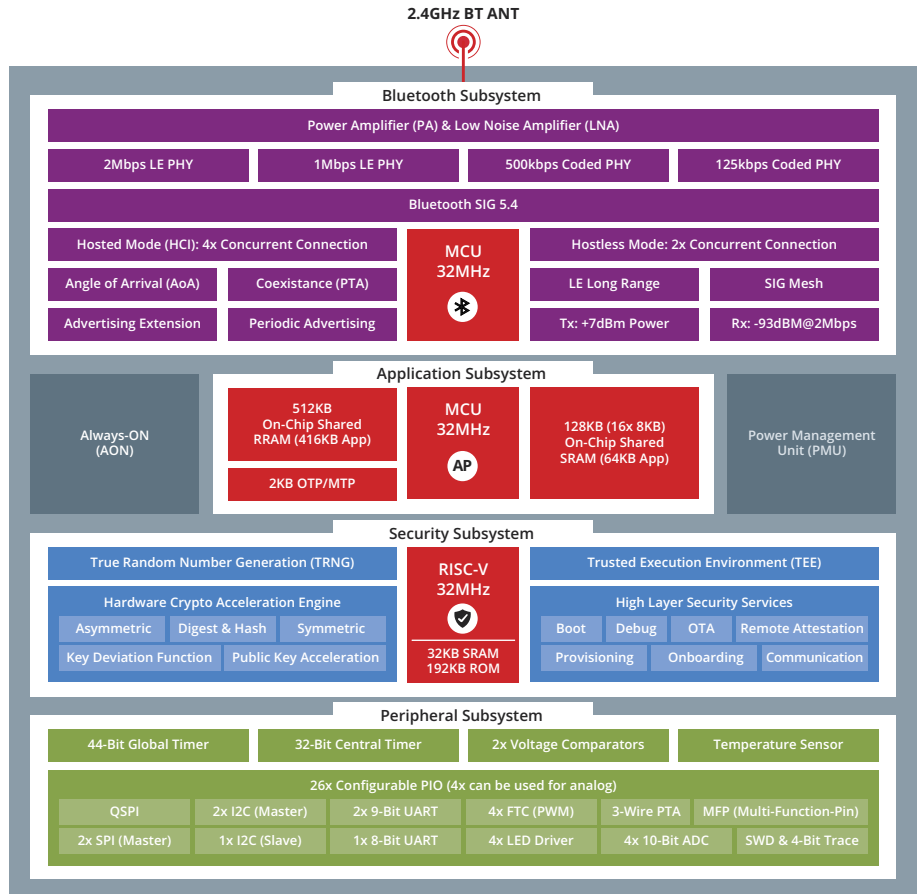 2.4GHz BT ANT
Bluetooth Subsystem
Power Amplifier (PA) & Low Noise Amplifier (LNA)
2Mbps LE PHY
1Mbps LE PHY
500kbps Coded PHY
125kbps Coded PHY
Bluetooth SIG 5.4
Hosted Mode (HCI): 4x Concurrent Connection
MCU
32MHz
Hostless Mode: 2x Concurrent Connection
Angle of Arrival (AoA)
Coexistance (PTA)
LE Long Range
SIG Mesh
Advertising Extension
Periodic Advertising
Tx: +7dBm Power
Rx: -93dBM@2Mbps
Application Subsystem
Always-ON
(AON)
512KB
On-Chip Shared
RRAM (416KB App)
2KB OTP/MTP
MCU
32MHz
AP
128KB (16x 8KB)
On-Chip Shared
SRAM (64KB App)
Power Management
Unit (PMU)
Security Subsystem
True Random Number Generation (TRNG)
RISC-V
32MHz
32KB SRAM
192KB ROM
Trusted Execution Environment (TEE)
Hardware Crypto Acceleration Engine
Asymmetric
Digest & Hash
Symmetric
Key Deviation Function
Public Key Acceleration
High Layer Security Services
Boot
Debug
OTA
Remote Attestation
Provisioning
Onboarding
Communication
Peripheral Subsystem
44-Bit Global Timer
32-Bit Central Timer
2x Voltage Comparators
Temperature Sensor
26x Configurable PIO (4x can be used for analog)
QSPI
2x I2C (Master)
2x 9-Bit UART
4x FTC (PWM)
3-Wire PTA
MFP (Multi-Function-Pin)
2x SPI (Master)
1x I2C (Slave)
1x 8-Bit UART
4x LED Driver
4x 10-Bit ADC
SWD & 4-Bit Trace